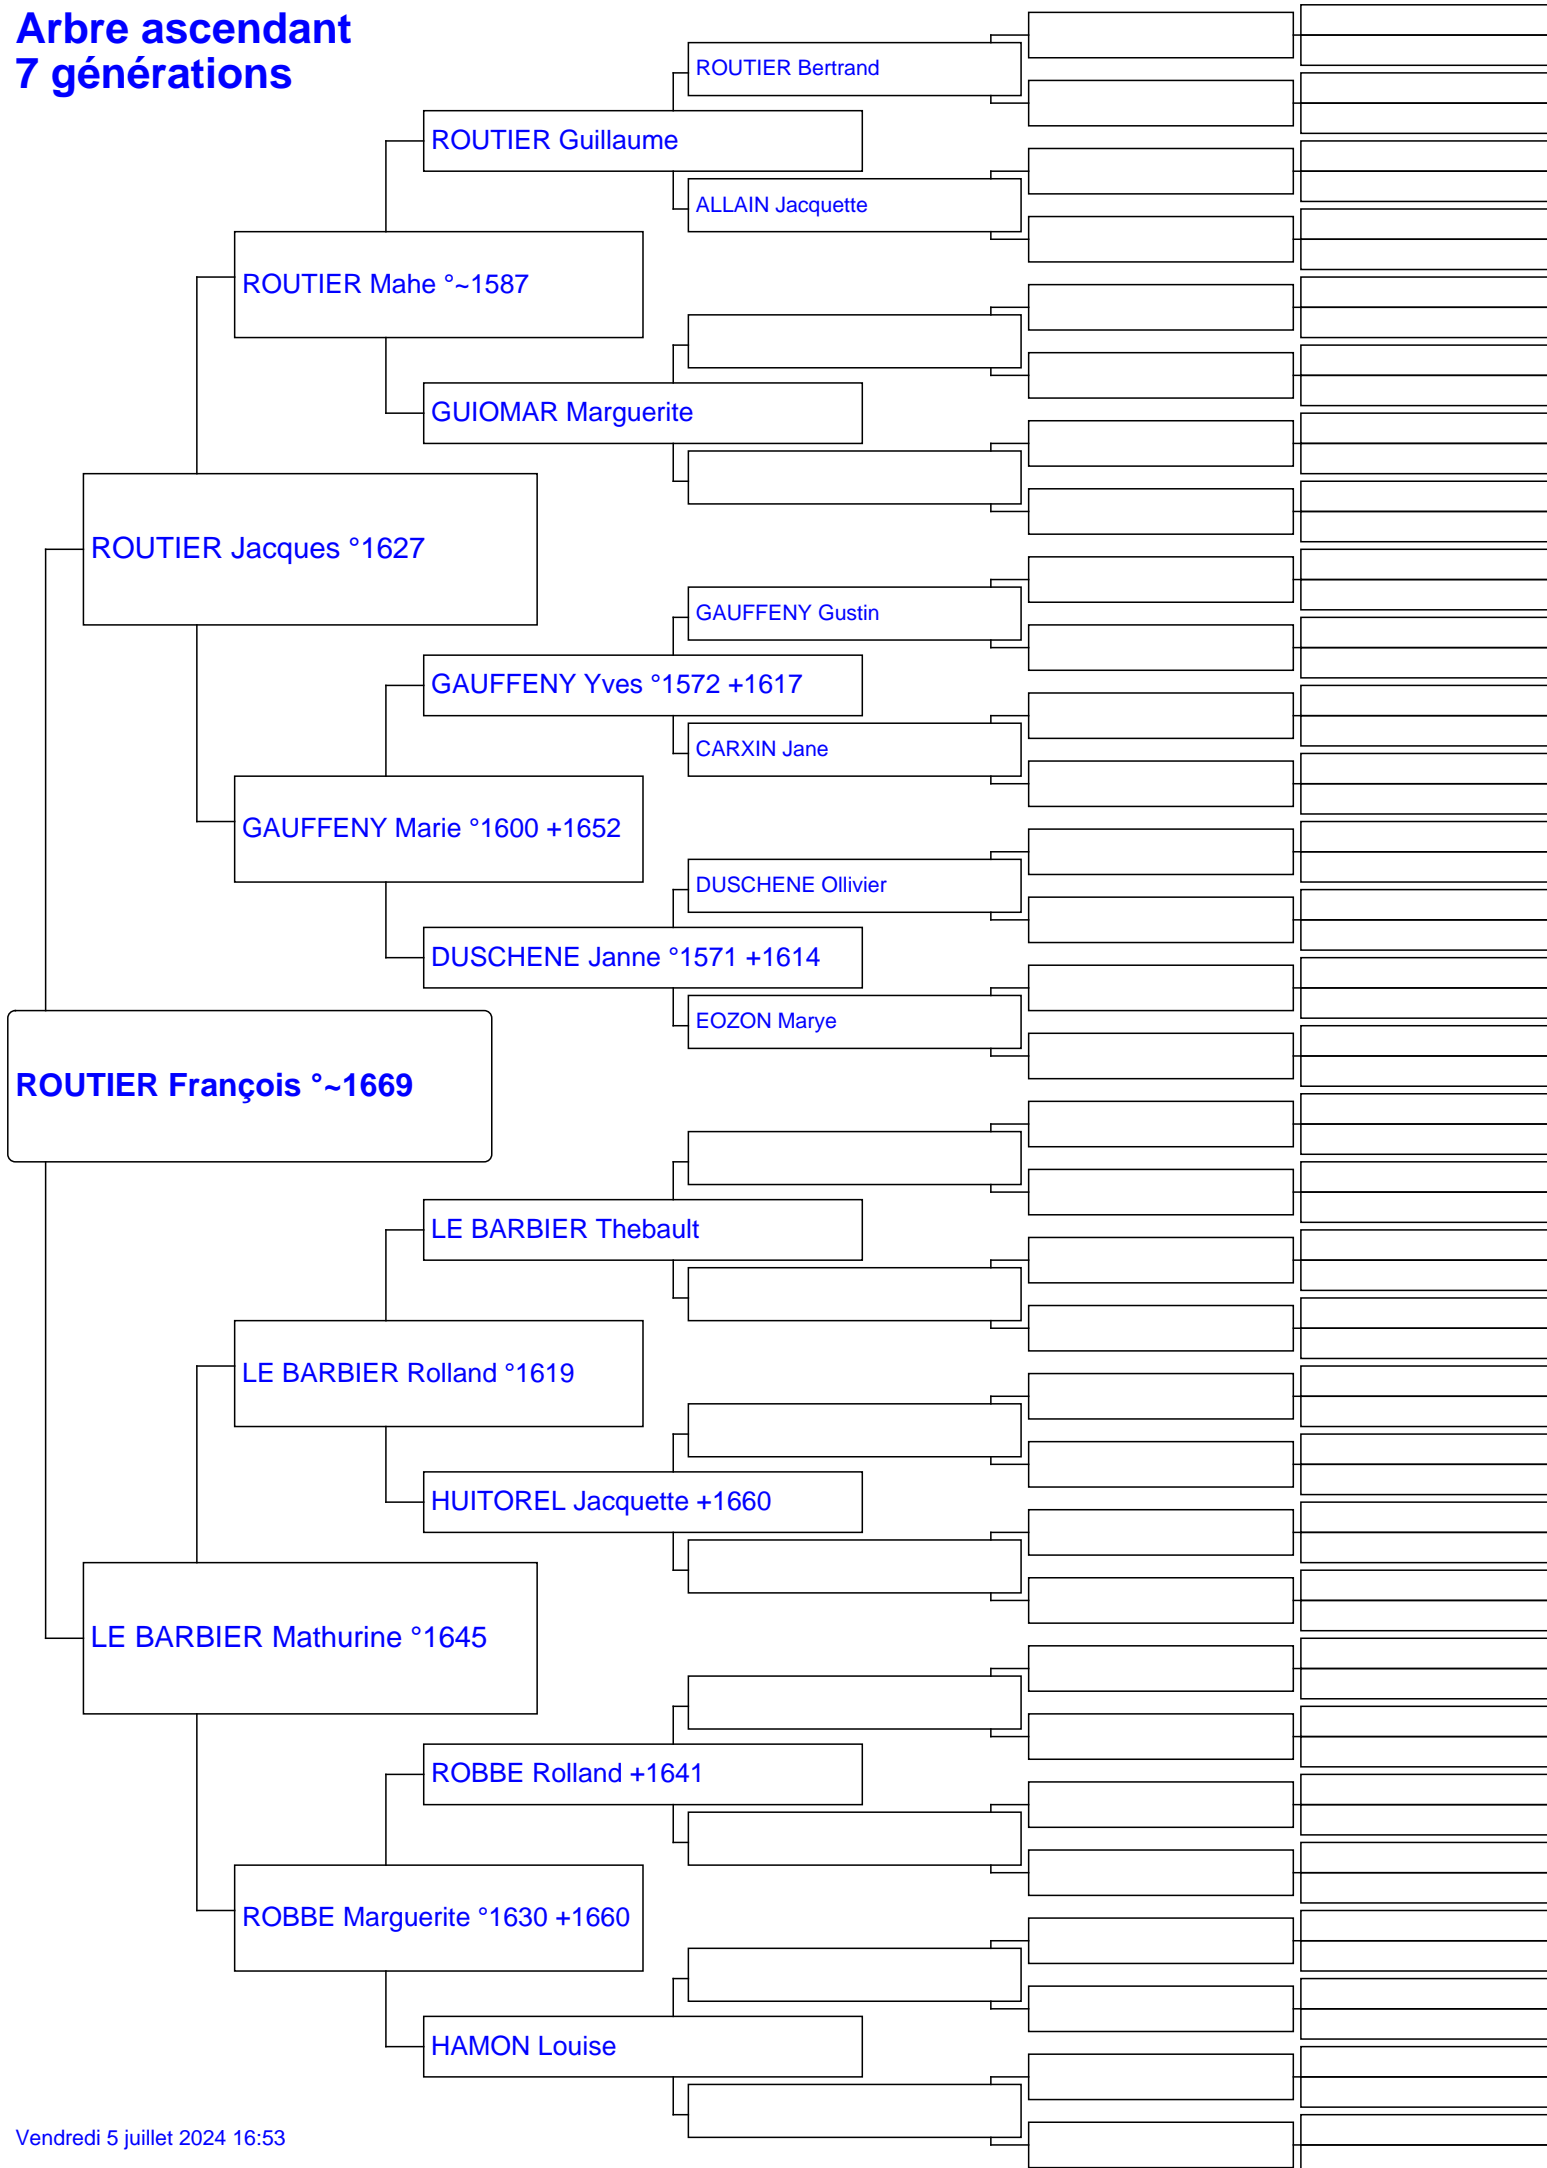 Arbre ascendant
7 générations
ROUTIER Bertrand
ROUTIER Guillaume
ALLAIN Jacquette
ROUTIER Mahe °~1587
GUIOMAR Marguerite
ROUTIER Jacques °1627
GAUFFENY Gustin
GAUFFENY Yves °1572 +1617
CARXIN Jane
GAUFFENY Marie °1600 +1652
DUSCHENE Ollivier
DUSCHENE Janne °1571 +1614
EOZON Marye
ROUTIER François °~1669
LE BARBIER Thebault
LE BARBIER Rolland °1619
HUITOREL Jacquette +1660
LE BARBIER Mathurine °1645
ROBBE Rolland +1641
ROBBE Marguerite °1630 +1660
HAMON Louise
Vendredi 5 juillet 2024 16:53